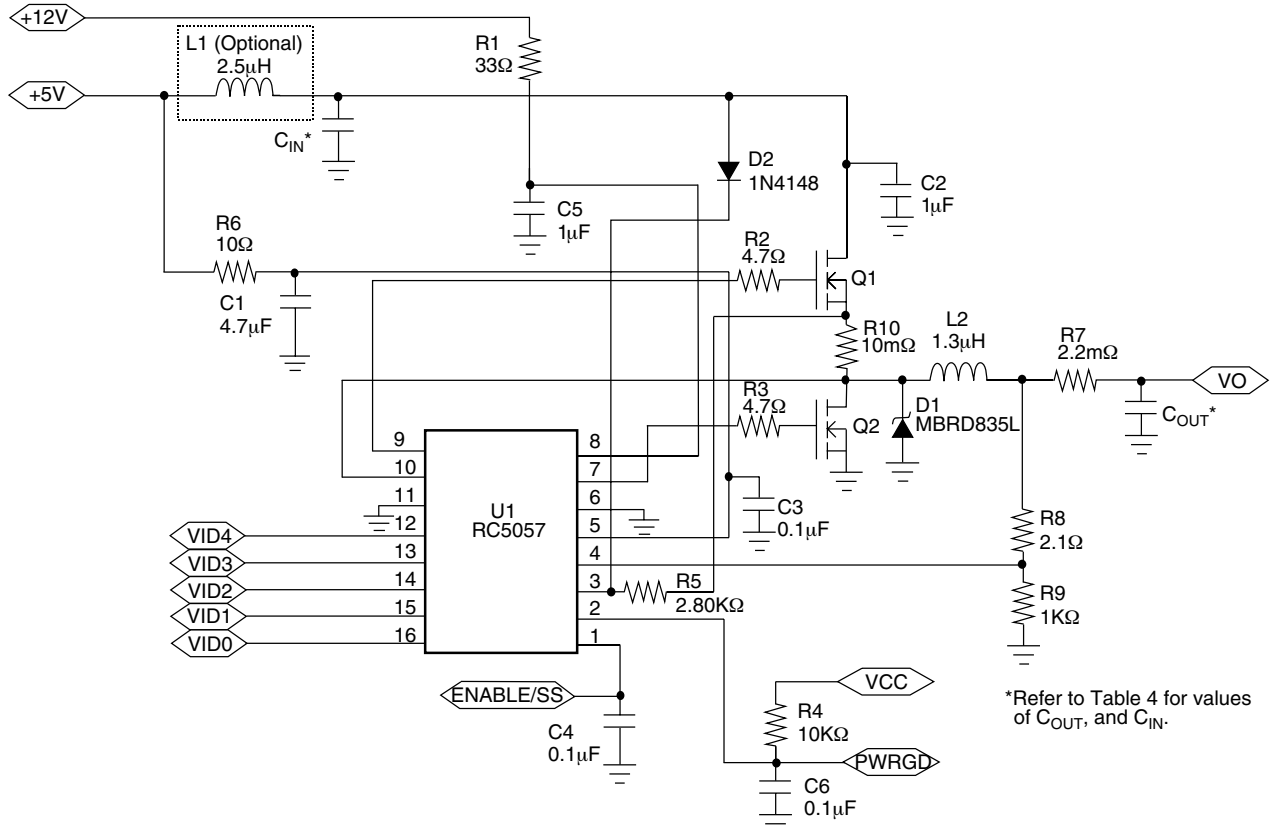 +12V
L1 (Optional)
2.5μH
R1
33Ω
+5V
CIN*
D2
1N4148
C2
1μF
C5
1μF
R6
10Ω
R2
4.7Ω
Q1
C1
4.7μF
R10
10mΩ
L2
1.3μH
R7
2.2mΩ
VO
R3
4.7Ω
Q2
D1
MBRD835L
COUT*
9
10
11
12
13
14
15
16
U1
RC5057
8
7
6
5
4
3
2
1
C3
0.1μF
VID4
VID3
VID2
VID1
VID0
R8
2.1Ω
R5
2.80KΩ
R9
1KΩ
ENABLE/SS
C4
0.1μF
VCC
R4
10KΩ
PWRGD
C6
0.1μF
*Refer to Table 4 for values
of COUT, and CIN.